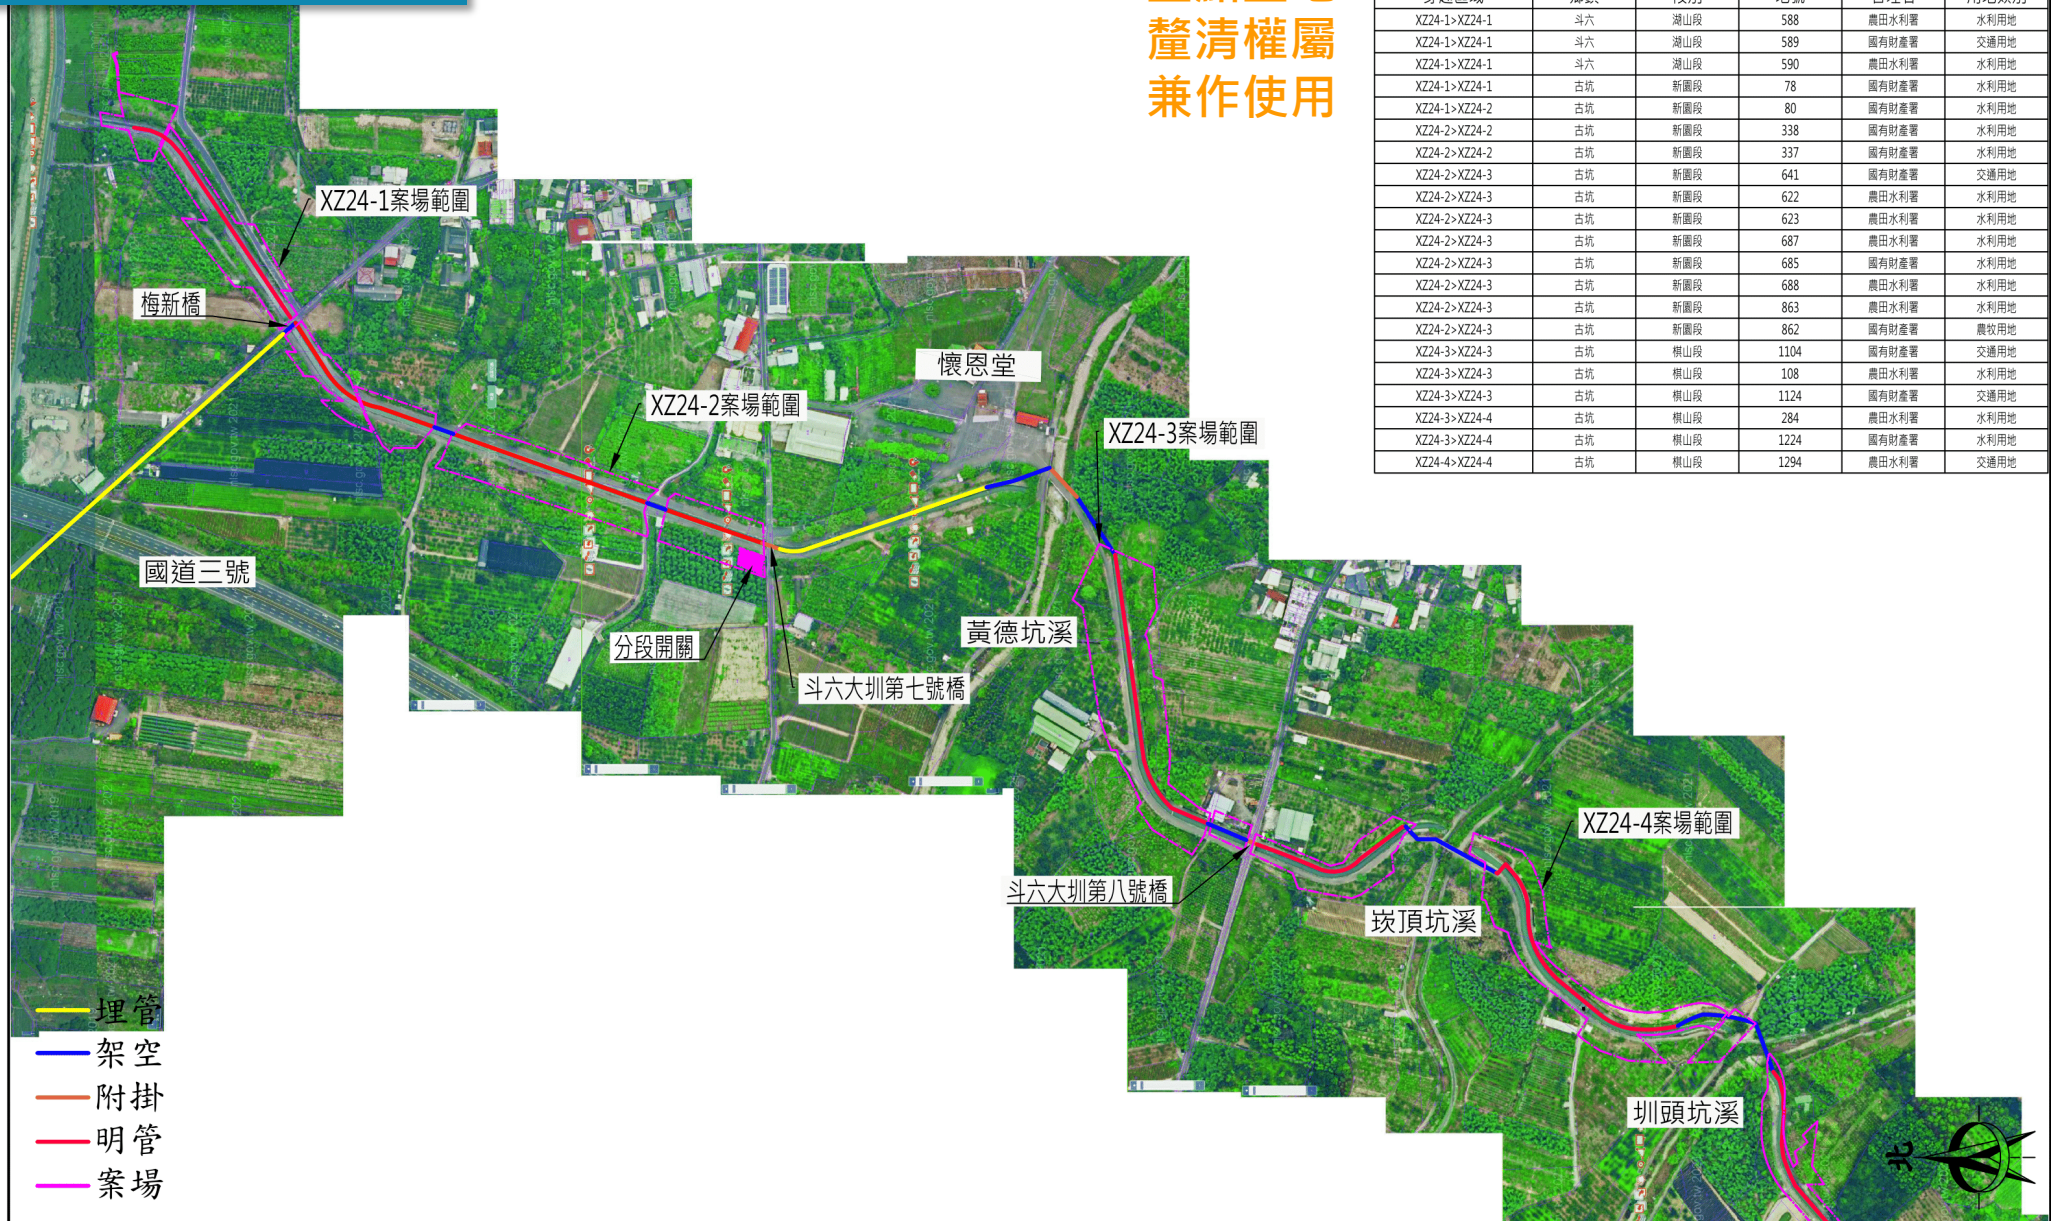 釐清權屬
兼作使用
XZ24-1>XZ24-1 斗六 湖山段 588 農田水利署 水利用地
XZ24-1>XZ24-1 斗六 湖山段 589 國有財產署 交通用地
XZ24-1>XZ24-1 斗六 湖山段 590 農田水利署 水利用地
XZ24-1>XZ24-1 古坑 新園段 78 國有財產署 水利用地
XZ24-1>XZ24-2 古坑 新園段 80 國有財產署 水利用地
XZ24-2>XZ24-2 古坑 新園段 338 國有財產署 水利用地
XZ24-2>XZ24-2 古坑 新園段 337 國有財產署 水利用地
XZ24-2>XZ24-3 古坑 新園段 641 國有財產署 交通用地
XZ24-2>XZ24-3 古坑 新園段 622 農田水利署 水利用地
XZ24-2>XZ24-3 古坑 新園段 623 農田水利署 水利用地
XZ24-2>XZ24-3 古坑 新園段 687 農田水利署 水利用地
XZ24-2>XZ24-3 古坑 新園段 685 國有財產署 水利用地
XZ24-2>XZ24-3 古坑 新園段 688 農田水利署 水利用地
XZ24-2>XZ24-3 古坑 新園段 863 農田水利署 水利用地
XZ24-2>XZ24-3 古坑 新園段 862 國有財產署 農牧用地
XZ24-3>XZ24-3 古坑 棋山段 1104 國有財產署 交通用地
XZ24-3>XZ24-3 古坑 棋山段 108 農田水利署 水利用地
XZ24-3>XZ24-3 古坑 棋山段 1124 國有財產署 交通用地
XZ24-3>XZ24-4 古坑 棋山段 284 農田水利署 水利用地
XZ24-3>XZ24-4 古坑 棋山段 1224 國有財產署 水利用地
XZ24-4>XZ24-4 古坑 棋山段 1294 農田水利署 交通用地
XZ24-1案場範圍
梅新橋
懷恩堂
XZ24-2案場範圍
XZ24-3案場範圍
國道三號
黃德坑溪
分段開關
斗六大圳第七號橋
XZ24-4案場範圍
斗六大圳第八號橋
崁頂坑溪
圳頭坑溪
北
埋管
架空
附掛
明管
案場